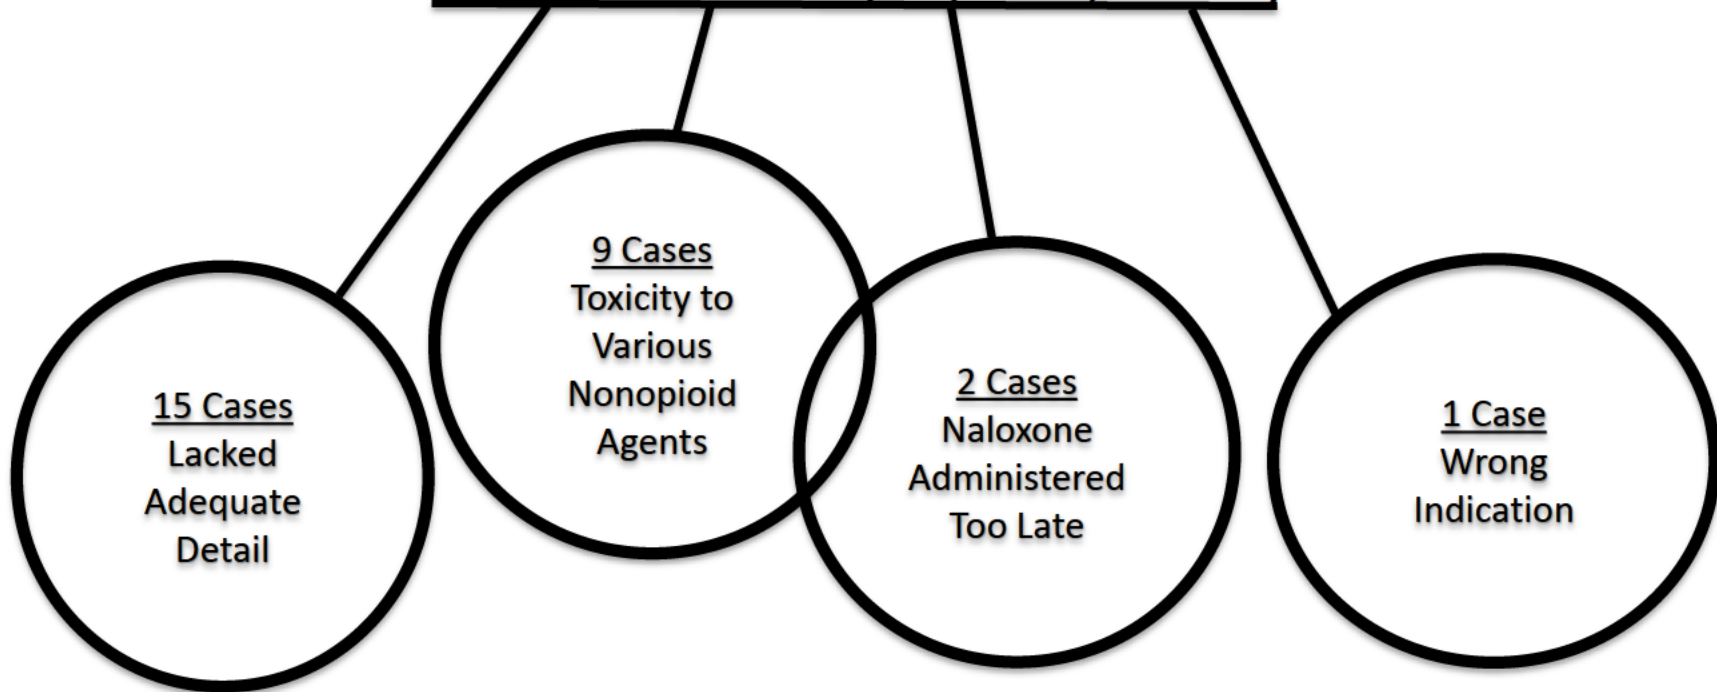 15 Cases
Lacked
Adequate
Detail
9 Cases
Toxicity to
Various
Nonopioid
Agents
2 Cases
Naloxone
Administered
Too Late
1 Case
Wrong
Indication